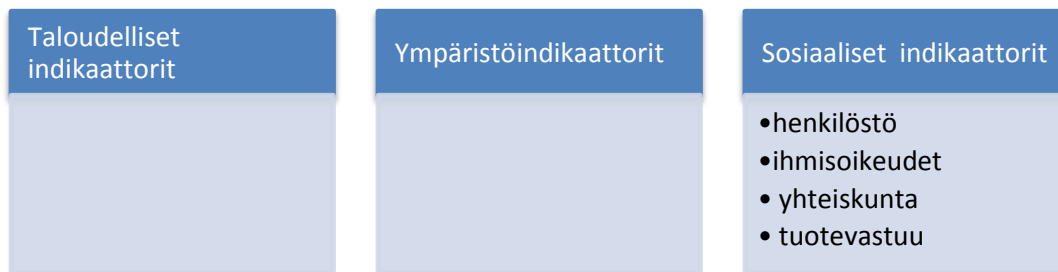 Taloudelliset
indikaattorit
Ympäristöindikaattorit
Sosiaaliset indikaattorit
•henkilöstö
•ihmisoikeudet
• yhteiskunta
• tuotevastuu